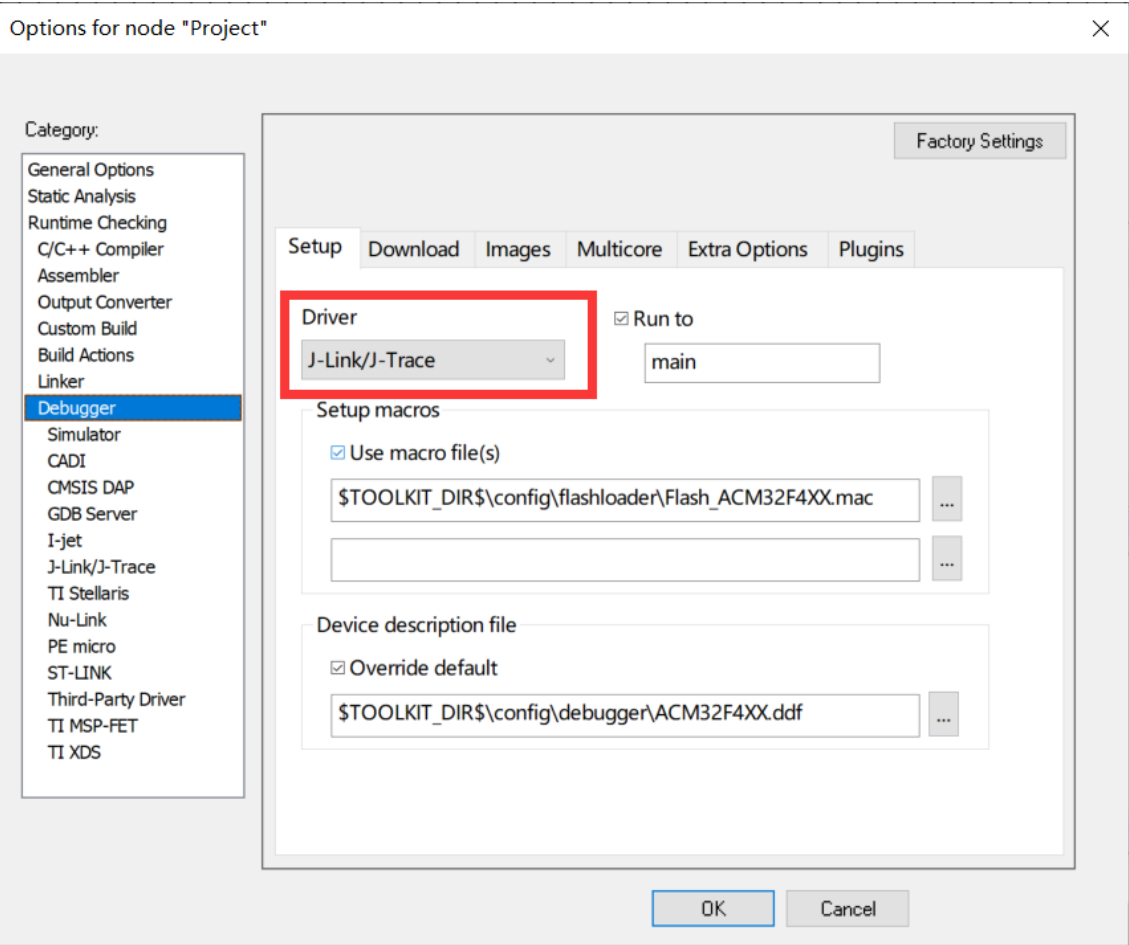 Options for node "Project"
Category:
Factory Settings
General Options
Static Analysis
Runtime Checking
C/C++ Compiler
Assembler
Output Converter
Custom Build
Build Actions
Linker
Debugger
Simulator
CADI
CMSIS DAP
GDB Server
I-jet
J-Link/J-Trace
TI Stellaris
Nu-Link
PE micro
ST-LINK
Third-Party Driver
TI MSP-FET
TI XDS
Setup Download Images Multicore Extra Options Plugins
Driver
Run to
J-Link/J-Trace
main
Setup macros
Use macro file(s)
$TOOLKIT_DIR$\config\flashloader\Flash_ACM32F4XX.mac
...
...
Device description file
Override default
$TOOLKIT_DIR$\config\debugger\ACM32F4XX.ddf
...
OK Cancel